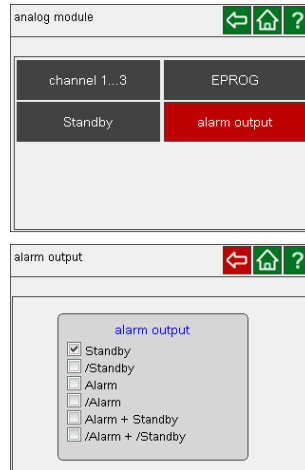 analog module
?
channel 1...3
EPROG
Standby
alarm output
alarm output
?
alarm output
Standby
/Standby
Alarm
/Alarm
Alarm + Standby
/Alarm + /Standby